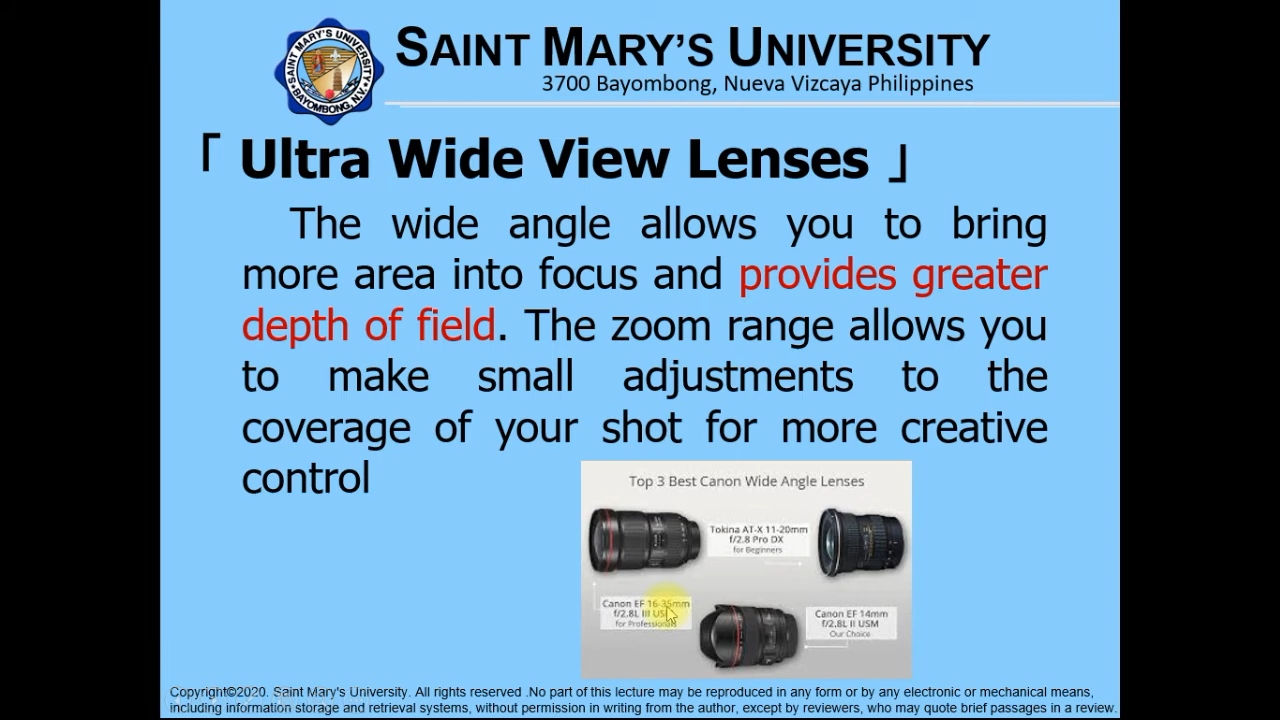 SAINT MARY'S UNIVERSITY
3700 Bayombong, Nueva Vizcaya Philippines
SAINT MARY'S UNIVERSITY
BAYOMBONG, N.V.
「 Ultra Wide View Lenses 」
The wide angle allows you to bring
more area into focus and provides greater
depth of field. The zoom range allows you
to make small adjustments to the
coverage of your shot for more creative
control
Top 3 Best Canon Wide Angle Lenses
Tokina AT-X 11-20mm
f/2.8 Pro DX
for Beginners
Canon EF 16-35mm
f/2.8L III USM
for Professionals
Canon EF 14mm
f/2.8L II USM
Our Choice
Copyright©2020. Saint Mary's University. All rights reserved .No part of this lecture may be reproduced in any form or by any electronic or mechanical means,
including information storage and retrieval systems, without permission in writing from the author, except by reviewers, who may quote brief passages in a review.